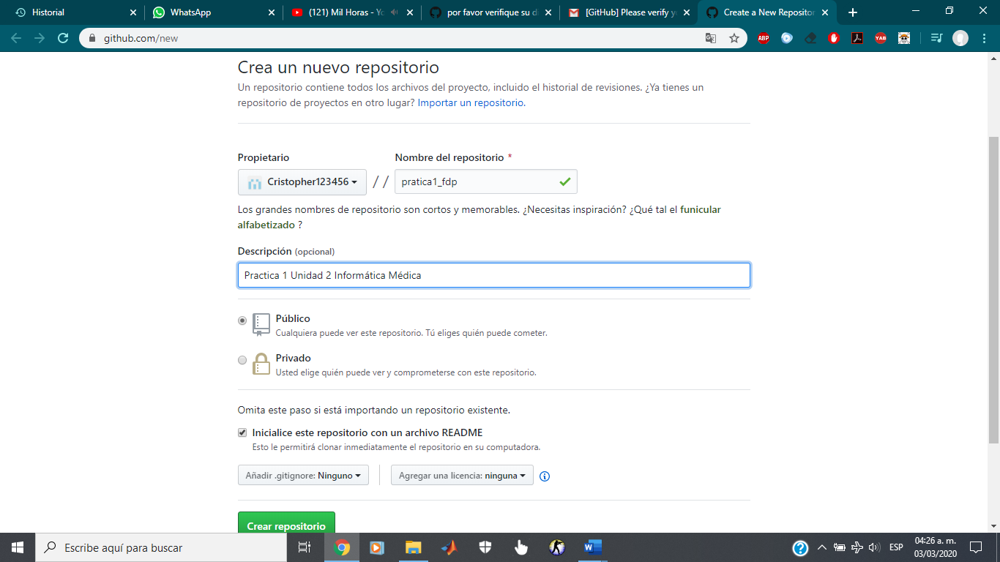 Historial
WhatsApp
(121) Mil Horas - Yo
por favor verifique su d
[GitHub] Please verify y
Create a New Repositor
github.com/new
ABP
YAB
Crea un nuevo repositorio
Un repositorio contiene todos los archivos del proyecto, incluido el historial de revisiones. ¿Ya tienes un
repositorio de proyectos en otro lugar? Importar un repositorio.
Propietario
Nombre del repositorio *
Cristopher123456
//
pratica1_fdp
Los grandes nombres de repositorio son cortos y memorables. ¿Necesitas inspiración? ¿Qué tal el funicular
alfabetizado ?
Descripción (opcional)
Practica 1 Unidad 2 Informática Médica
Público
Cualquiera puede ver este repositorio. Tú eliges quién puede cometer.
Privado
Usted elige quién puede ver y comprometerse con este repositorio.
Omita este paso si está importando un repositorio existente.
Inicialice este repositorio con un archivo README
Esto le permitirá clonar inmediatamente el repositorio en su computadora.
Añadir .gitignore: Ninguno
Agregar una licencia: ninguna
Crear repositorio
Escribe aquí para buscar
ESP
04:26 a. m.
03/03/2020